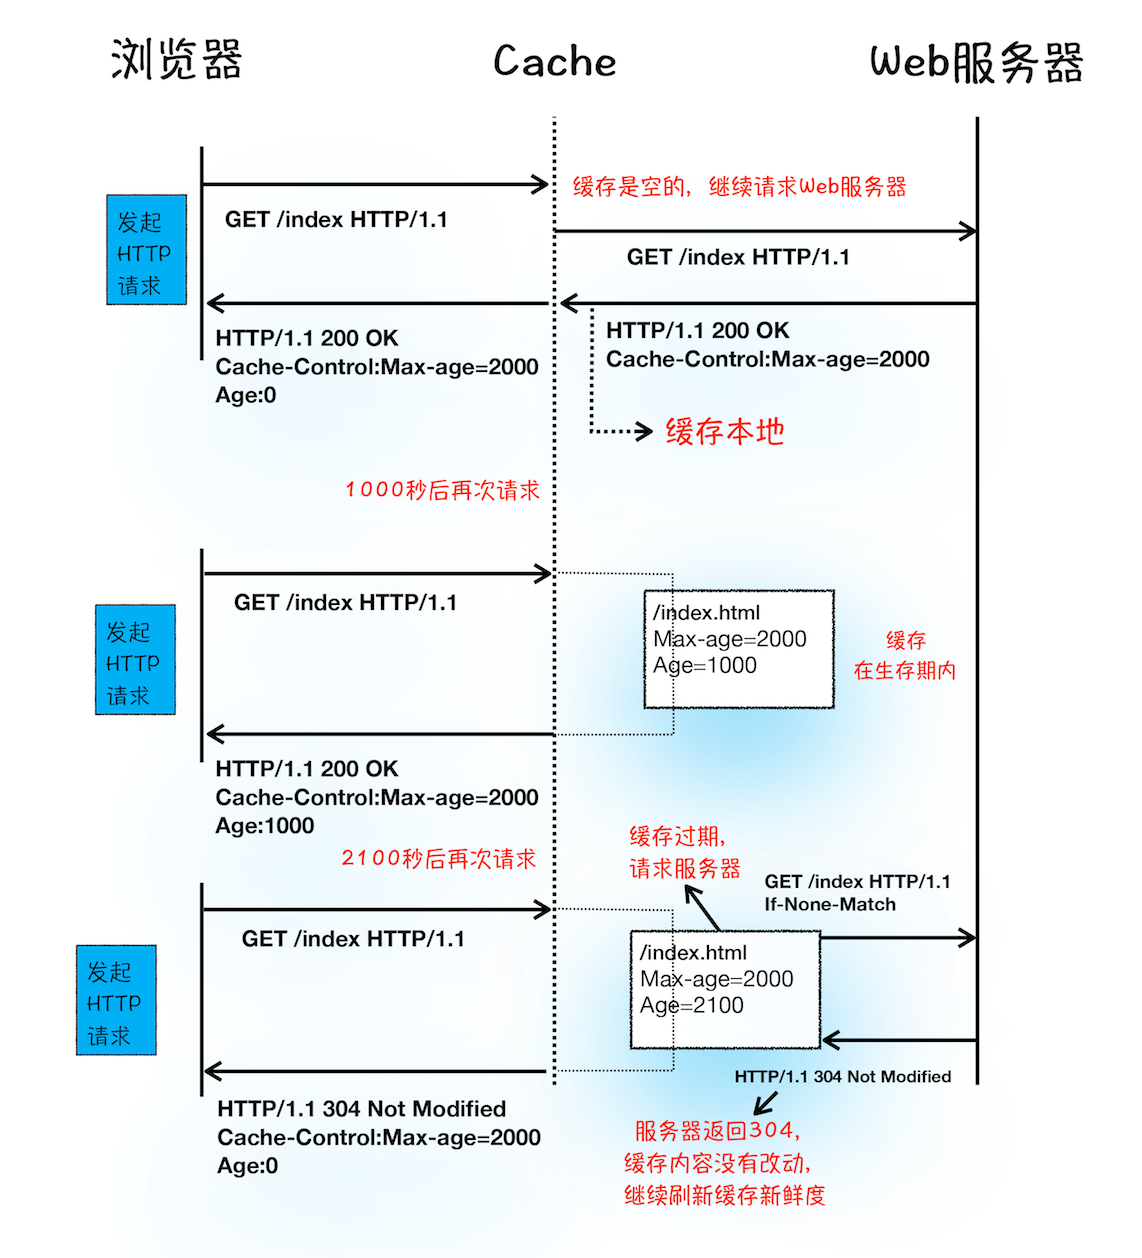 浏览器
Cache
Web服务器
发起
HTTP
请求
GET /index HTTP/1.1
缓存是空的，继续请求Web服务器
GET /index HTTP/1.1
HTTP/1.1 200 OK
Cache-Control:Max-age=2000
Age:0
HTTP/1.1 200 OK
Cache-Control:Max-age=2000
缓存本地
1000秒后再次请求
发起
HTTP
请求
GET /index HTTP/1.1
/index.html
Max-age=2000
Age=1000
缓存
在生存期内
HTTP/1.1 200 OK
Cache-Control:Max-age=2000
Age:1000
2100秒后再次请求
缓存过期，
请求服务器
GET /index HTTP/1.1
If-None-Match
发起
HTTP
请求
GET /index HTTP/1.1
/index.html
Max-age=2000
Age=2100
HTTP/1.1 304 Not Modified
HTTP/1.1 304 Not Modified
Cache-Control:Max-age=2000
Age:0
服务器返回304，
缓存内容没有改动，
继续刷新缓存新鲜度